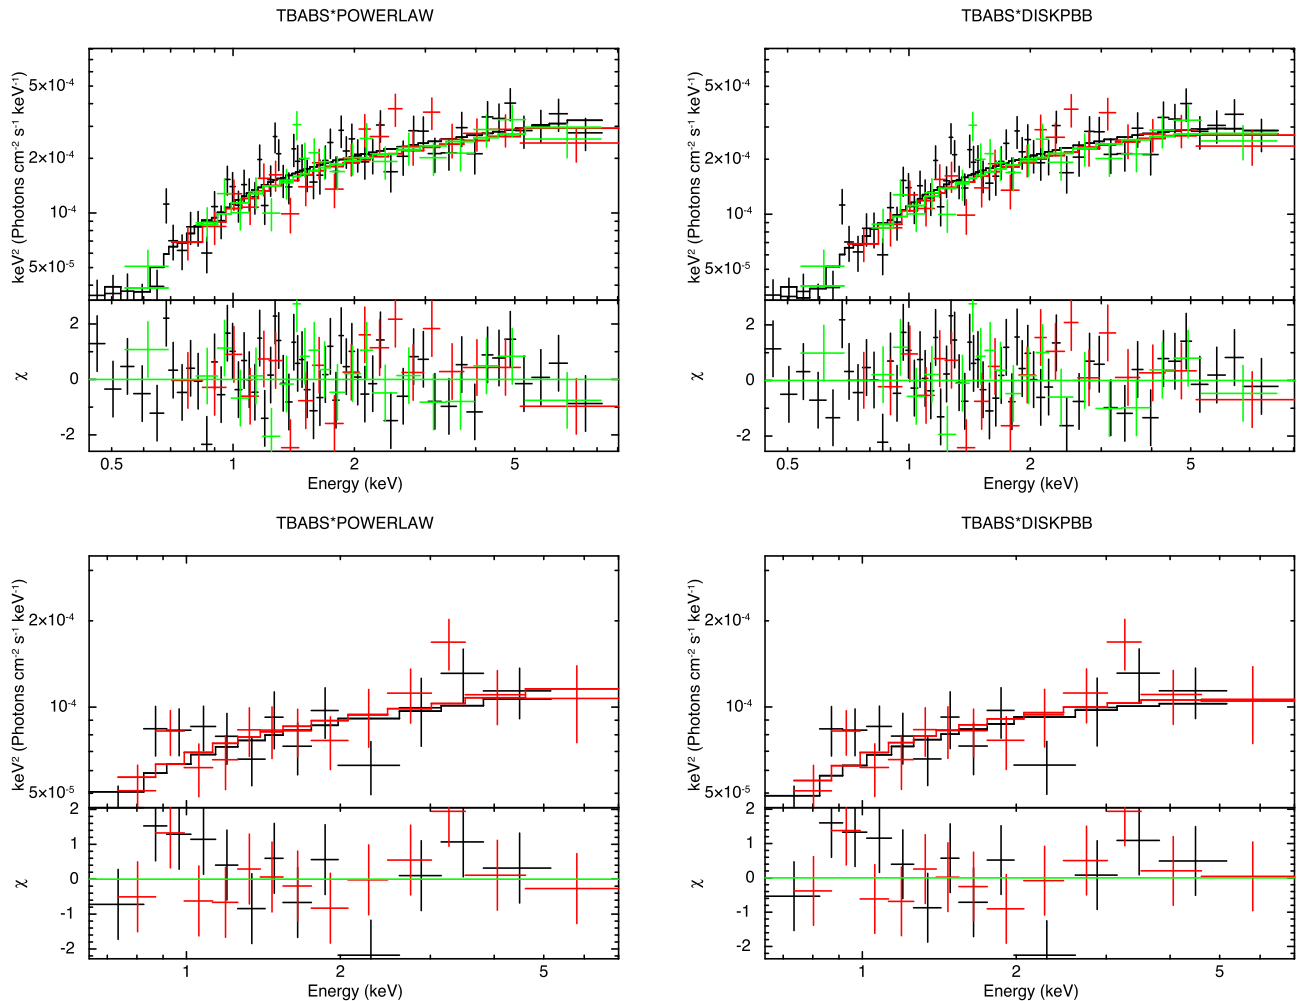 TBABS*POWERLAW
keV² (Photons cm⁻² s⁻¹ keV⁻¹)
5×10⁻⁴
2×10⁻⁴
10⁻⁴
5×10⁻⁵
χ
2
0
-2
0.5 1 2 5
Energy (keV)
TBABS*DISKPBB
keV² (Photons cm⁻² s⁻¹ keV⁻¹)
5×10⁻⁴
2×10⁻⁴
10⁻⁴
5×10⁻⁵
χ
2
0
-2
0.5 1 2 5
Energy (keV)
TBABS*POWERLAW
keV² (Photons cm⁻² s⁻¹ keV⁻¹)
2×10⁻⁴
10⁻⁴
5×10⁻⁵
χ
2
1
0
-1
-2
1 2 5
Energy (keV)
TBABS*DISKPBB
keV² (Photons cm⁻² s⁻¹ keV⁻¹)
2×10⁻⁴
10⁻⁴
5×10⁻⁵
χ
2
1
0
-1
-2
1 2 5
Energy (keV)